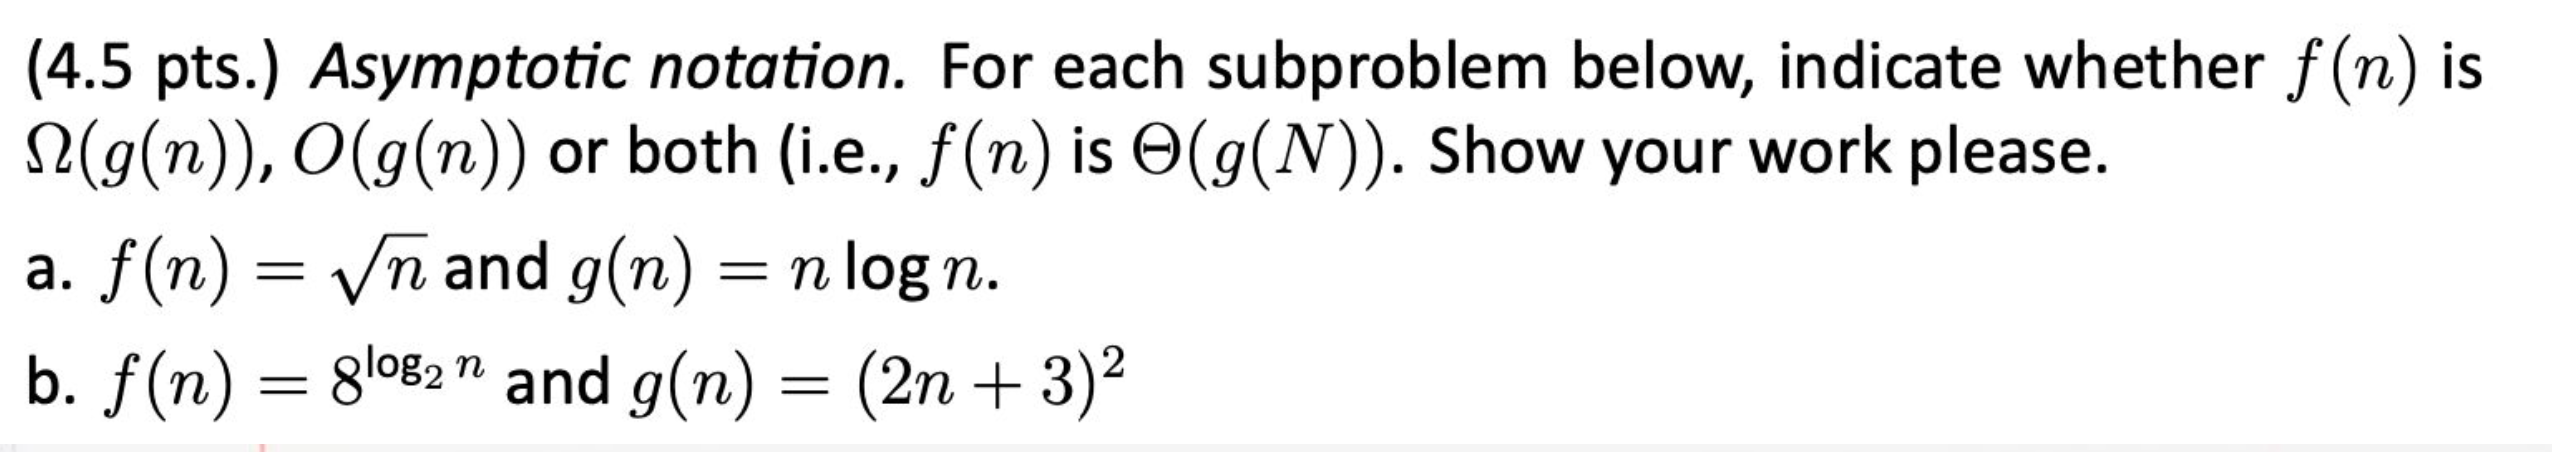 (4.5 pts.) Asymptotic notation. For each subproblem below, indicate whether f(n) is
Ω(g(n)), O(g(n)) or both (i.e., f(n) is Θ(g(N)). Show your work please.
a. f(n) = √n and g(n) = n log n.
b. f(n) = 8^{log₂ n} and g(n) = (2n + 3)²